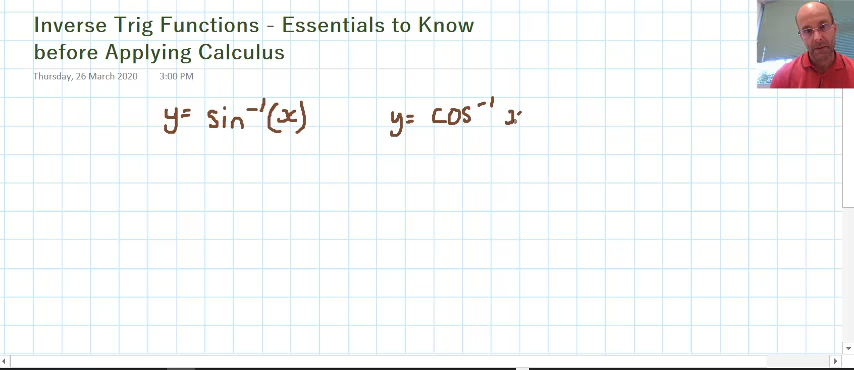 Inverse Trig Functions - Essentials to Know
before Applying Calculus
Thursday, 26 March 2020 3:00 PM
y= sin⁻¹(x) y= cos⁻¹ x